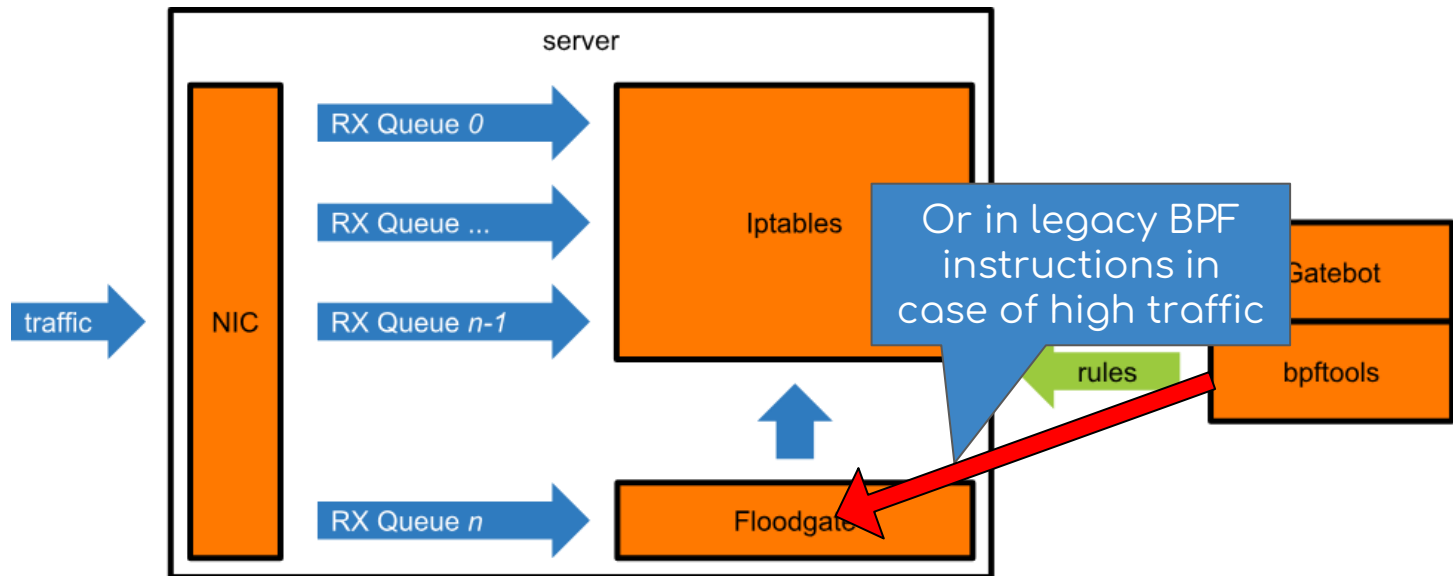 server
RX Queue 0
RX Queue ...
Iptables
Or in legacy BPF
instructions in
case of high traffic
Gatebot
traffic
NIC
RX Queue n-1
rules
bpftools
RX Queue n
Floodgate